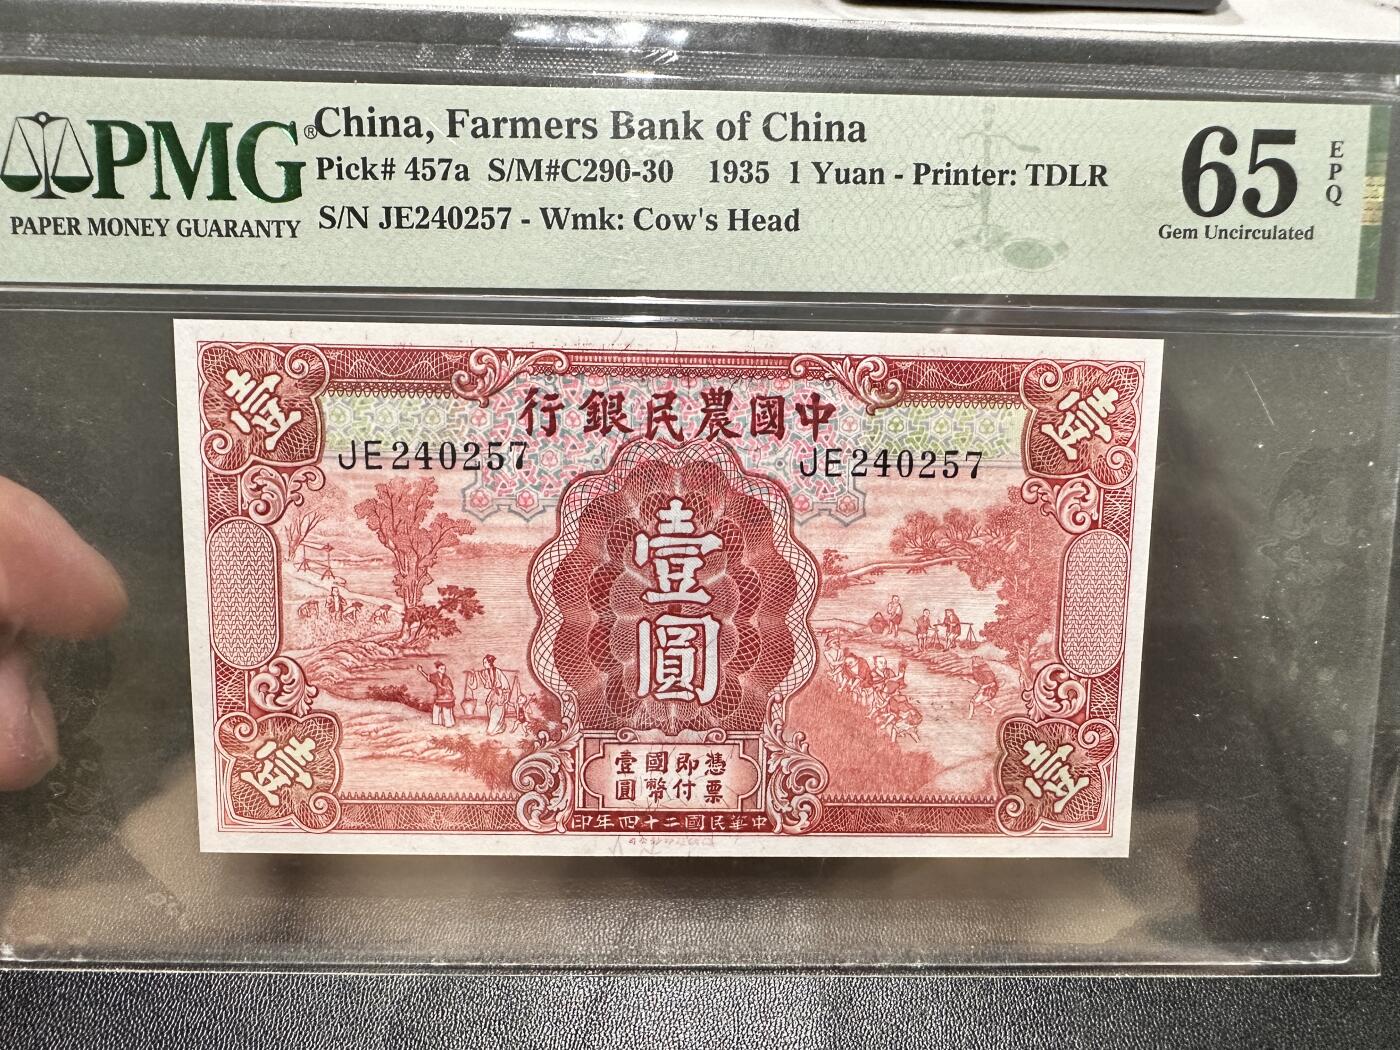 PMG®
PAPER MONEY GUARANTY
China, Farmers Bank of China
Pick# 457a S/M#C290-30 1935 1 Yuan - Printer: TDLR
S/N JE240257 - Wmk: Cow's Head
65
EPQ
Gem Uncirculated
壹
壹
行銀民農國中
JE240257
JE240257
壹
圓
壹國即憑
圓幣付票
壹
壹
印年四十二國民華中